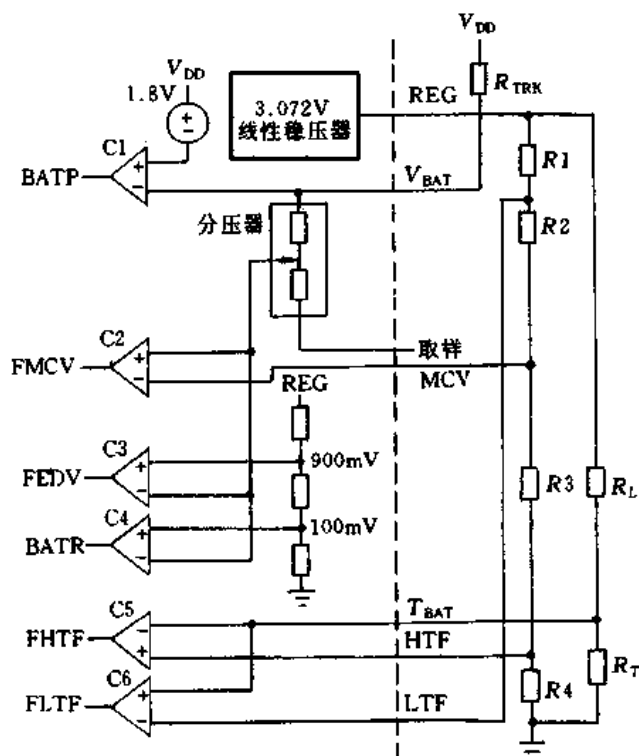 V_DD
V_DD
1.8V
3.072V
线性稳压器
REG
R_TRK
C1
BATP
V_BAT
R1
R2
分压器
取样
C2
FMCV
MCV
REG
C3
FEDV
900mV
R3
R_L
C4
BATR
100mV
C5
T_BAT
FHTF
HTF
C6
R4
R_T
FLTF
LTF